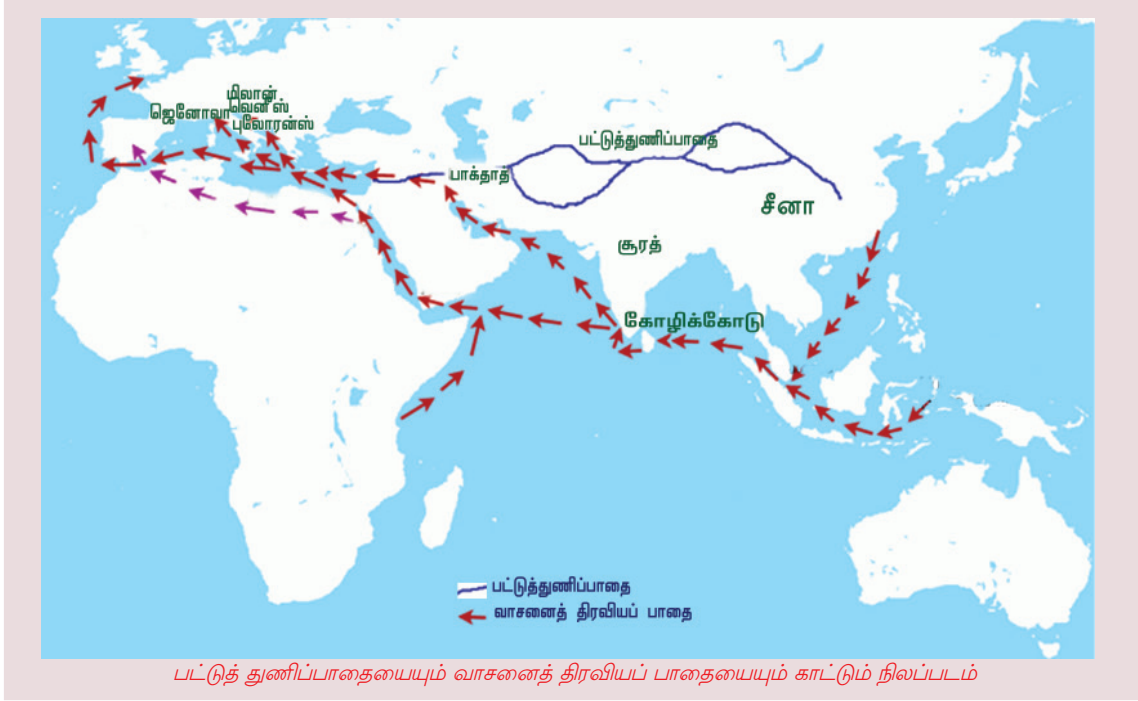 மிலான்
வெனீஸ்
ஜெனோவா
புலோரன்ஸ்
பட்டுத்துணிப்பாதை
பாக்தாத்
சீனா
சூரத்
கோழிக்கோடு
பட்டுத்துணிப்பாதை
வாசனைத் திரவியப் பாதை
பட்டுத் துணிப்பாதையையும் வாசனைத் திரவியப் பாதையையும் காட்டும் நிலப்படம்